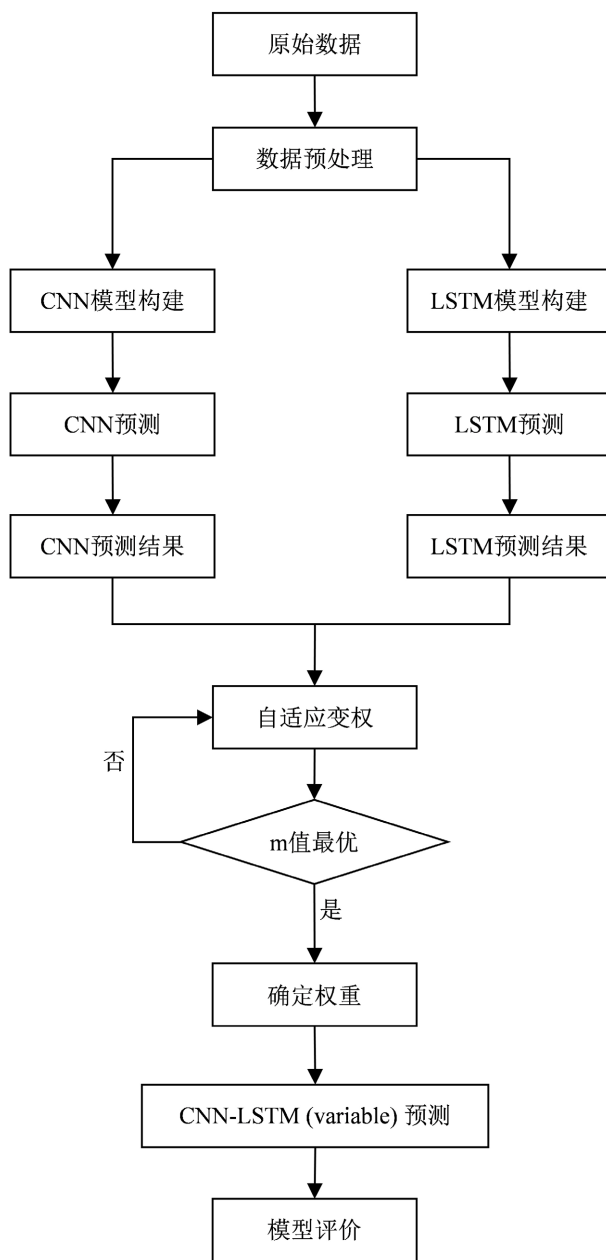 原始数据
数据预处理
CNN模型构建
LSTM模型构建
CNN预测
LSTM预测
CNN预测结果
LSTM预测结果
自适应变权
否
m值最优
是
确定权重
CNN-LSTM (variable) 预测
模型评价